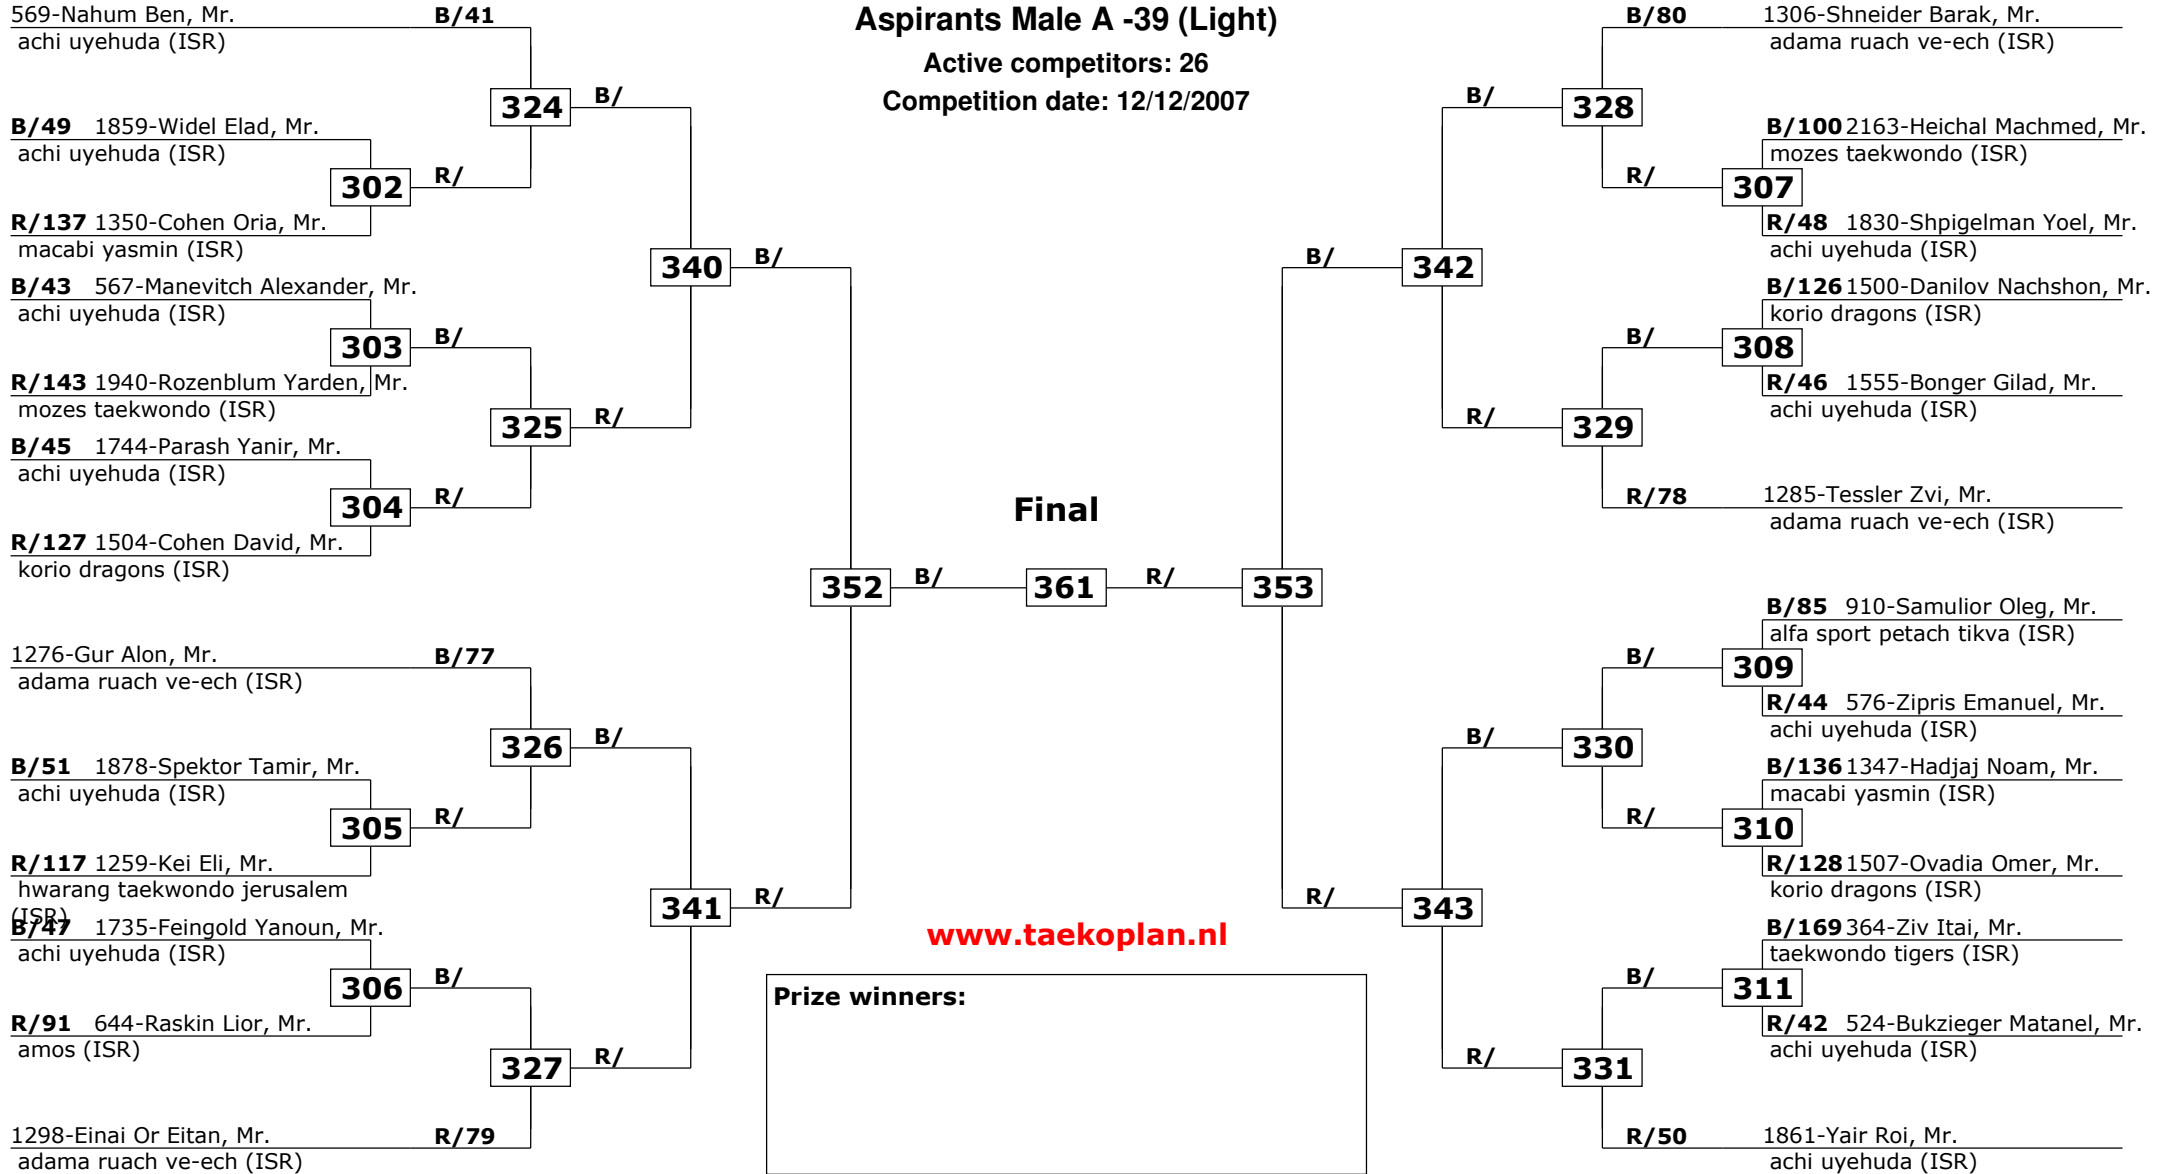 Aspirants Male A -39 (Light)
Active competitors: 26
Competition date: 12/12/2007
569-Nahum Ben, Mr. B/41
achi uyehuda (ISR)
324 B/
B/49 1859-Widel Elad, Mr.
achi uyehuda (ISR)
302 R/
R/137 1350-Cohen Oria, Mr.
macabi yasmin (ISR)
340 B/
B/43 567-Manevitch Alexander, Mr.
achi uyehuda (ISR)
303 B/
R/143 1940-Rozenblum Yarden, Mr.
mozes taekwondo (ISR)
325 R/
B/45 1744-Parash Yanir, Mr.
achi uyehuda (ISR)
304 R/
R/127 1504-Cohen David, Mr.
korio dragons (ISR)
Final
352 B/ 361 R/ 353
1276-Gur Alon, Mr. B/77
adama ruach ve-ech (ISR)
326 B/
B/51 1878-Spektor Tamir, Mr.
achi uyehuda (ISR)
305 R/
R/117 1259-Kei Eli, Mr.
hwarang taekwondo jerusalem
(ISR)
341 R/
B/47 1735-Feingold Yanoun, Mr.
achi uyehuda (ISR)
306 B/
R/91 644-Raskin Lior, Mr.
amos (ISR)
327 R/
1298-Einai Or Eitan, Mr. R/79
adama ruach ve-ech (ISR)
B/80 1306-Shneider Barak, Mr.
adama ruach ve-ech (ISR)
B/ 328
B/100 2163-Heichal Machmed, Mr.
mozes taekwondo (ISR)
R/ 307
R/48 1830-Shpigelman Yoel, Mr.
achi uyehuda (ISR)
B/ 342
B/126 1500-Danilov Nachshon, Mr.
korio dragons (ISR)
B/ 308
R/46 1555-Bonger Gilad, Mr.
achi uyehuda (ISR)
R/ 329
R/78 1285-Tessler Zvi, Mr.
adama ruach ve-ech (ISR)
B/85 910-Samulior Oleg, Mr.
alfa sport petach tikva (ISR)
B/ 309
R/44 576-Zipris Emanuel, Mr.
achi uyehuda (ISR)
B/ 330
B/136 1347-Hadjaj Noam, Mr.
macabi yasmin (ISR)
R/ 310
R/128 1507-Ovadia Omer, Mr.
korio dragons (ISR)
R/ 343
B/169 364-Ziv Itai, Mr.
taekwondo tigers (ISR)
B/ 311
R/42 524-Bukzieger Matanel, Mr.
achi uyehuda (ISR)
R/ 331
R/50 1861-Yair Roi, Mr.
achi uyehuda (ISR)
www.taekoplan.nl
Prize winners: